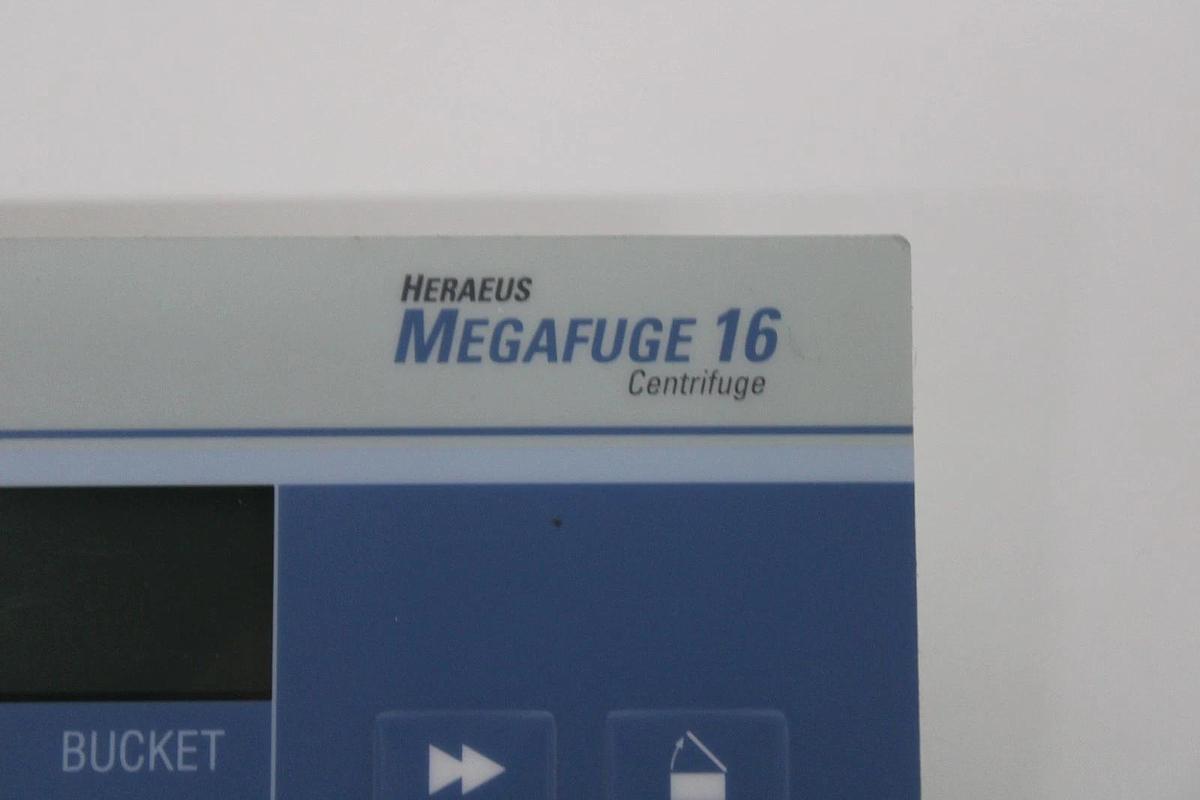 HERAEUS
MEGAFUGE 16
Centrifuge
BUCKET